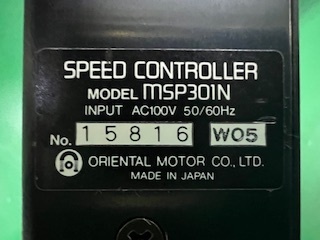 SPEED CONTROLLER
MODEL MSP301N
INPUT AC100V 50/60Hz
No. 15816 W05
ORIENTAL MOTOR CO., LTD.
MADE IN JAPAN